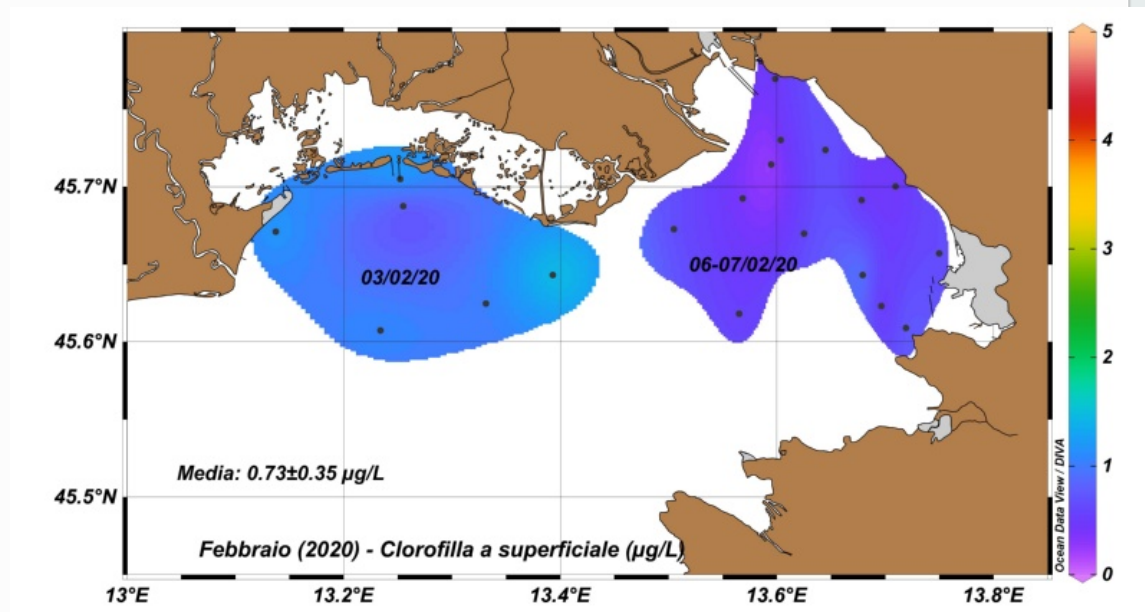 5
4
3
2
1
0
45.7°N
45.6°N
45.5°N
03/02/20
06-07/02/20
Media: 0.73±0.35 µg/L
Febbraio (2020) - Clorofilla a superficiale (µg/L)
Ocean Data View / DIVA
13°E
13.2°E
13.4°E
13.6°E
13.8°E